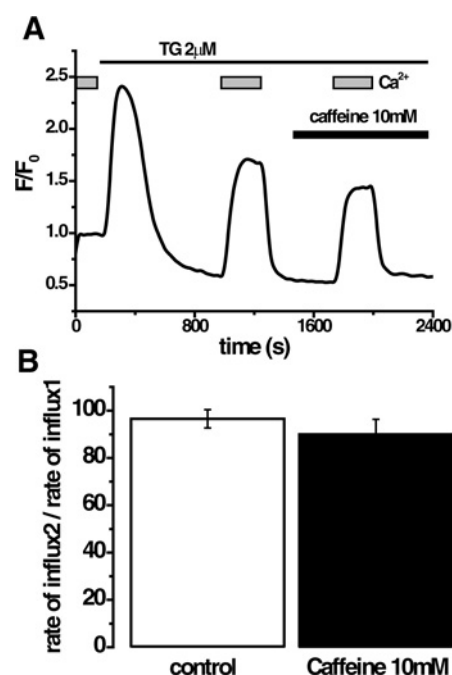 A
TG 2μM
2.5
Ca2+
2.0
caffeine 10mM
F/F0
1.5
1.0
0.5
800
1600
2400
time (s)
B
rate of influx2 / rate of influx1
100
80
60
40
20
0
control
Caffeine 10mM